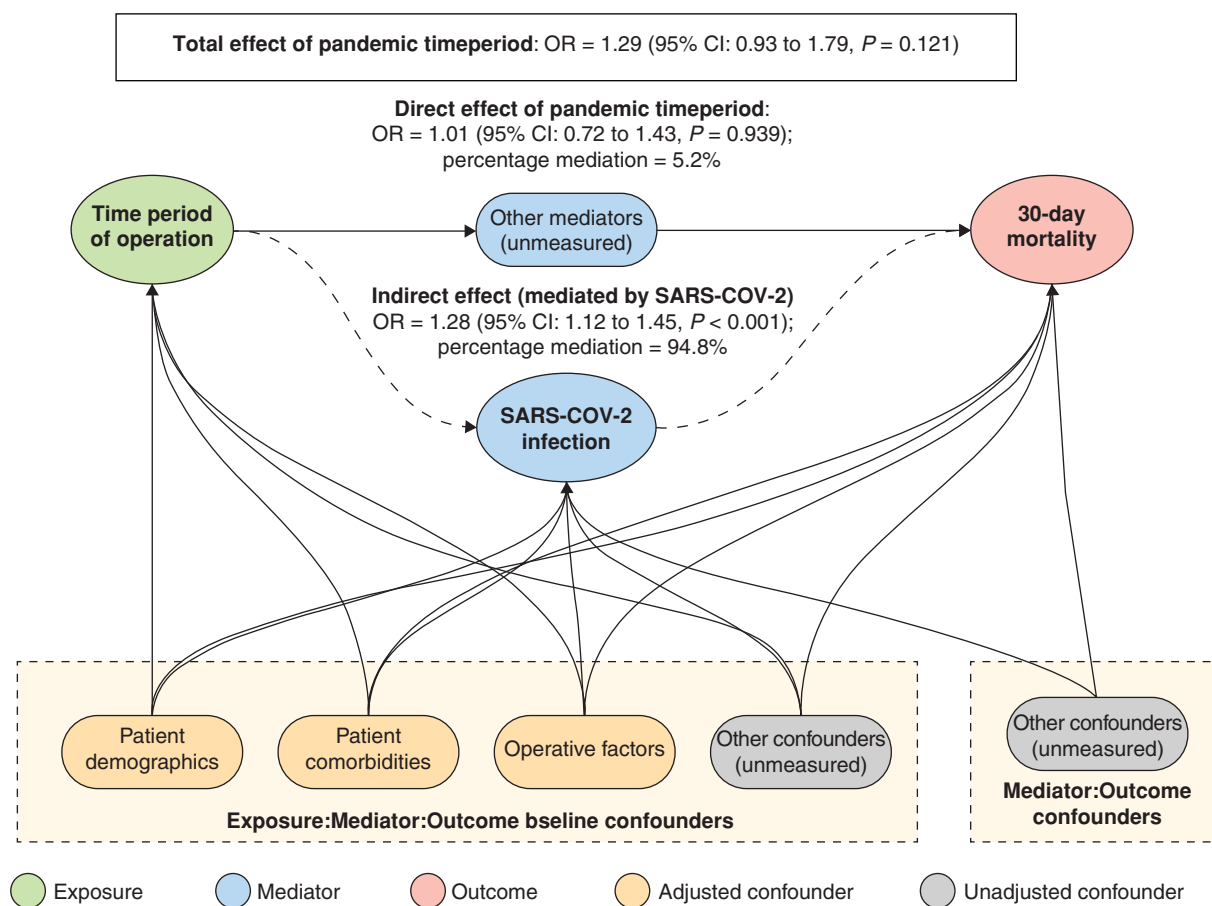 Total effect of pandemic timeperiod: OR = 1.29 (95% CI: 0.93 to 1.79, P = 0.121)
Direct effect of pandemic timeperiod:
OR = 1.01 (95% CI: 0.72 to 1.43, P = 0.939);
percentage mediation = 5.2%
Time period
of operation
Other mediators
(unmeasured)
30-day
mortality
Indirect effect (mediated by SARS-COV-2)
OR = 1.28 (95% CI: 1.12 to 1.45, P < 0.001);
percentage mediation = 94.8%
SARS-COV-2
infection
Patient
demographics
Patient
comorbidities
Operative factors
Other confounders
(unmeasured)
Exposure:Mediator:Outcome bseline confounders
Other confounders
(unmeasured)
Mediator:Outcome
confounders
Exposure
Mediator
Outcome
Adjusted confounder
Unadjusted confounder